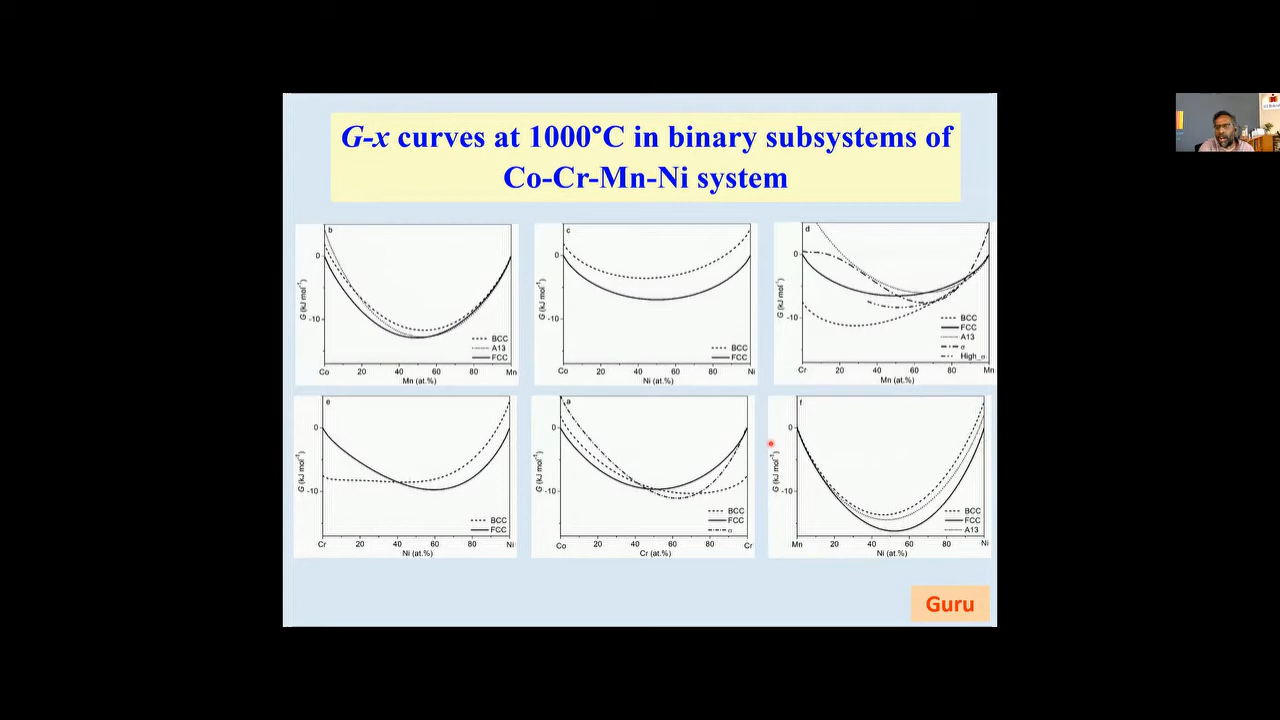 G-x curves at 1000°C in binary subsystems of
Co-Cr-Mn-Ni system
b
0
-10
G (kJ mol⁻¹)
BCC
A13
FCC
Co 20 40 60 80 Mn
Mn (at.%)
c
0
-10
G (kJ mol⁻¹)
BCC
FCC
Co 20 40 60 80 Ni
Ni (at.%)
d
0
-10
G (kJ mol⁻¹)
BCC
FCC
A13
σ
High_σ
Cr 20 40 60 80 Mn
Mn (at.%)
e
0
-10
G (kJ mol⁻¹)
BCC
FCC
Cr 20 40 60 80 Ni
Ni (at.%)
a
0
-10
G (kJ mol⁻¹)
BCC
FCC
σ
Co 20 40 60 80 Cr
Cr (at.%)
f
0
-10
G (kJ mol⁻¹)
BCC
FCC
A13
Mn 20 40 60 80 Ni
Ni (at.%)
Guru